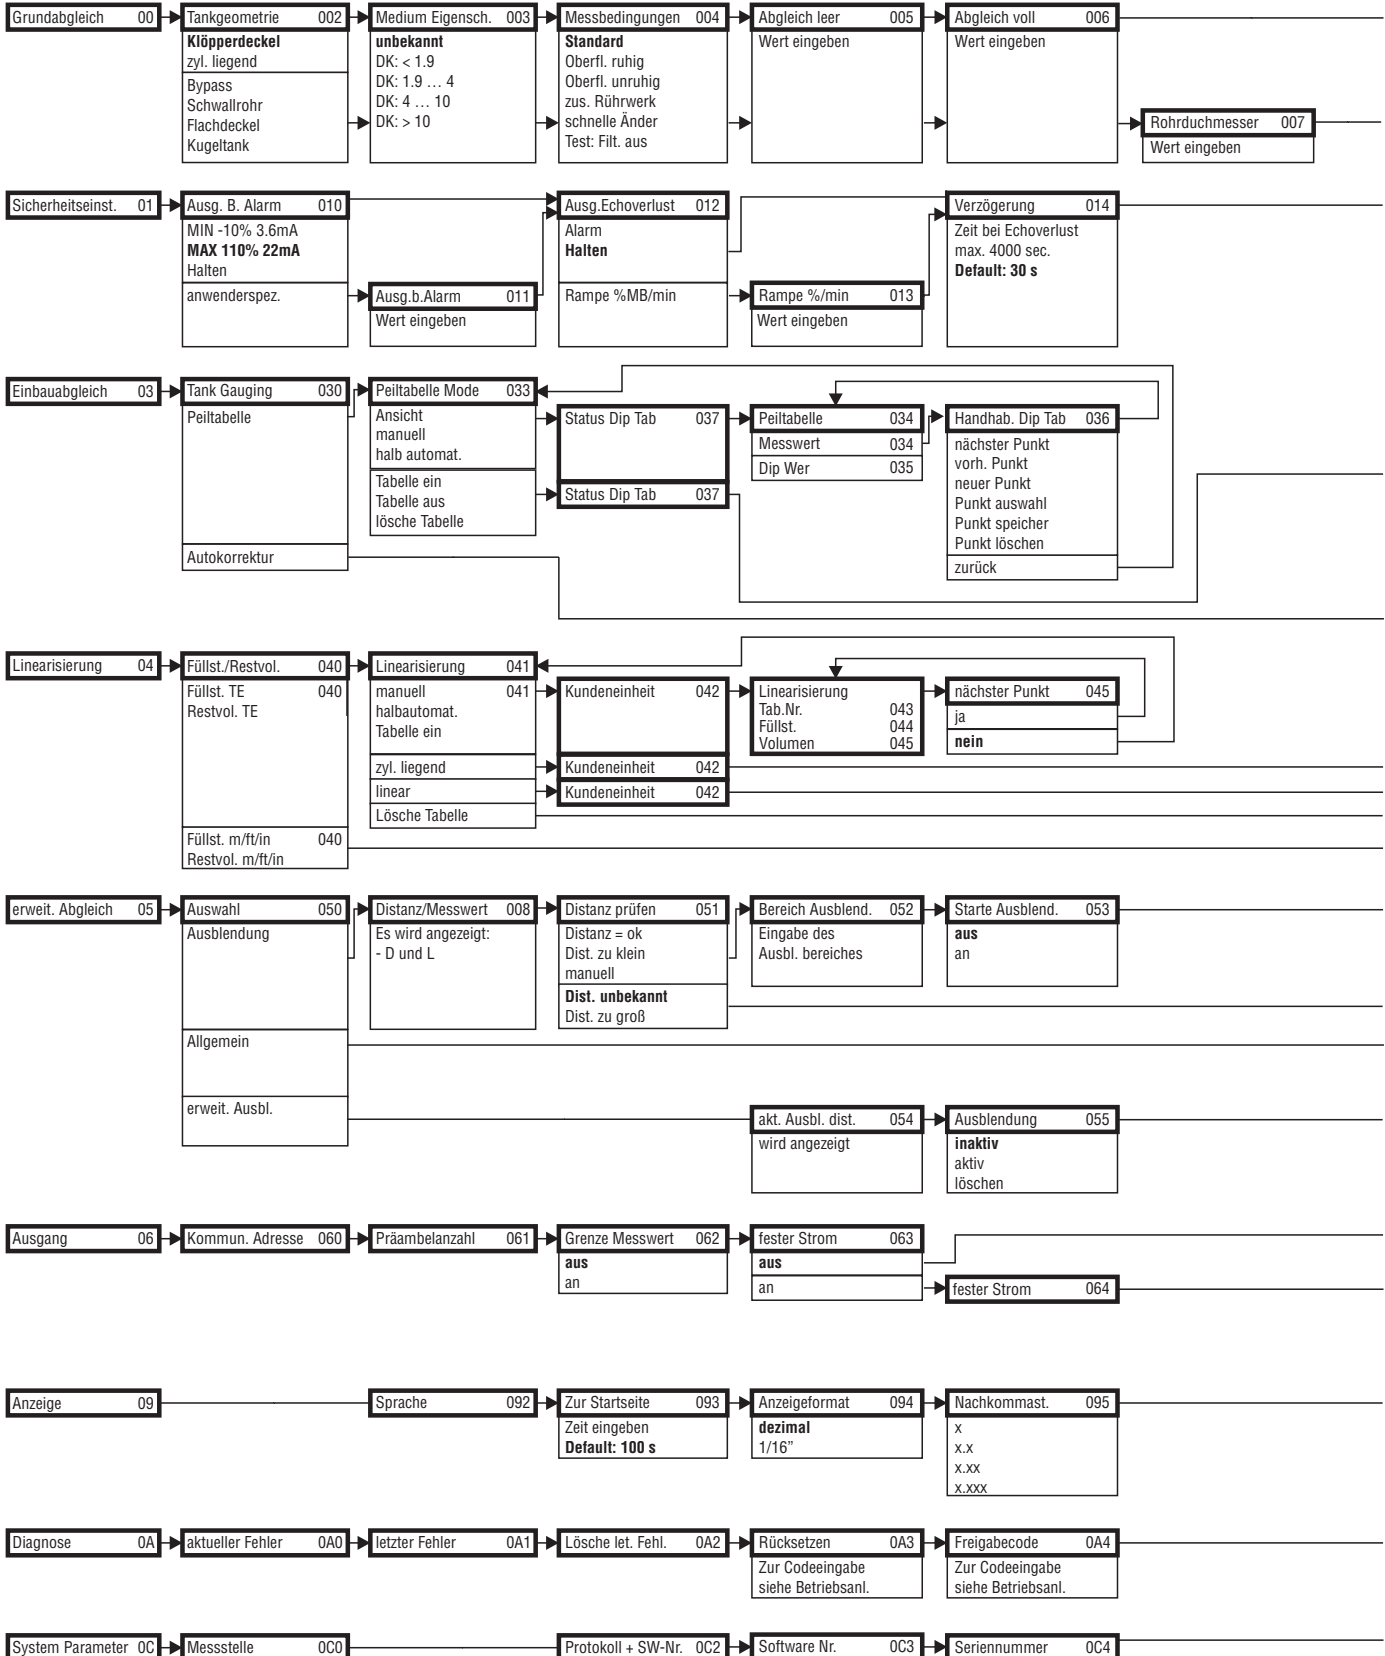 Grundabgleich 00
Tankgeometrie 002
Klöpperdeckel
zyl. liegend
Bypass
Schwallrohr
Flachdeckel
Kugeltank
Medium Eigensch. 003
unbekannt
DK: < 1.9
DK: 1.9 … 4
DK: 4 … 10
DK: > 10
Messbedingungen 004
Standard
Oberfl. ruhig
Oberfl. unruhig
zus. Rührwerk
schnelle Änder
Test: Filt. aus
Abgleich leer 005
Wert eingeben
Abgleich voll 006
Wert eingeben
Rohrduchmesser 007
Wert eingeben
Sicherheitseinst. 01
Ausg. B. Alarm 010
MIN -10% 3.6mA
MAX 110% 22mA
Halten
anwenderspez.
Ausg.b.Alarm 011
Wert eingeben
Ausg.Echoverlust 012
Alarm
Halten
Rampe %MB/min
Rampe %/min 013
Wert eingeben
Verzögerung 014
Zeit bei Echoverlust
max. 4000 sec.
Default: 30 s
Einbauabgleich 03
Tank Gauging 030
Peiltabelle
Autokorrektur
Peiltabelle Mode 033
Ansicht
manuell
halb automat.
Tabelle ein
Tabelle aus
lösche Tabelle
Status Dip Tab 037
Status Dip Tab 037
Peiltabelle 034
Messwert 034
Dip Wer 035
Handhab. Dip Tab 036
nächster Punkt
vorh. Punkt
neuer Punkt
Punkt auswahl
Punkt speicher
Punkt löschen
zurück
Linearisierung 04
Füllst./Restvol. 040
Füllst. TE 040
Restvol. TE
Füllst. m/ft/in 040
Restvol. m/ft/in
Linearisierung 041
manuell 041
halbautomat.
Tabelle ein
zyl. liegend
linear
Lösche Tabelle
Kundeneinheit 042
Kundeneinheit 042
Kundeneinheit 042
Linearisierung
Tab.Nr. 043
Füllst. 044
Volumen 045
nächster Punkt 045
ja
nein
erweit. Abgleich 05
Auswahl 050
Ausblendung
Allgemein
erweit. Ausbl.
Distanz/Messwert 008
Es wird angezeigt:
- D und L
Distanz prüfen 051
Distanz = ok
Dist. zu klein
manuell
Dist. unbekannt
Dist. zu groß
Bereich Ausblend. 052
Eingabe des
Ausbl. bereiches
Starte Ausblend. 053
aus
an
akt. Ausbl. dist. 054
wird angezeigt
Ausblendung 055
inaktiv
aktiv
löschen
Ausgang 06
Kommun. Adresse 060
Präambelanzahl 061
Grenze Messwert 062
aus
an
fester Strom 063
aus
an
fester Strom 064
Anzeige 09
Sprache 092
Zur Startseite 093
Zeit eingeben
Default: 100 s
Anzeigeformat 094
dezimal
1/16”
Nachkommast. 095
x
x.x
x.xx
x.xxx
Diagnose 0A
aktueller Fehler 0A0
letzter Fehler 0A1
Lösche let. Fehl. 0A2
Rücksetzen 0A3
Zur Codeeingabe
siehe Betriebsanl.
Freigabecode 0A4
Zur Codeeingabe
siehe Betriebsanl.
System Parameter 0C
Messstelle 0C0
Protokoll + SW-Nr. 0C2
Software Nr. 0C3
Seriennummer 0C4